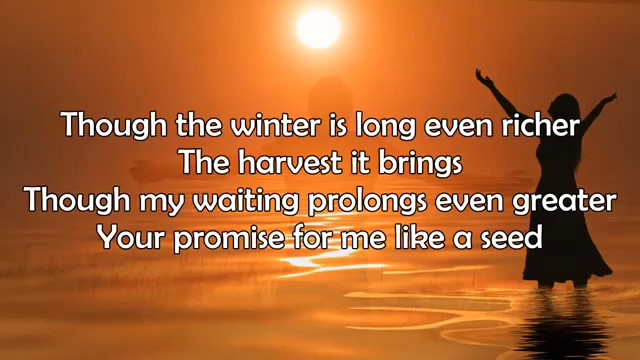 Though the winter is long even richer
The harvest it brings
Though my waiting prolongs even greater
Your promise for me like a seed